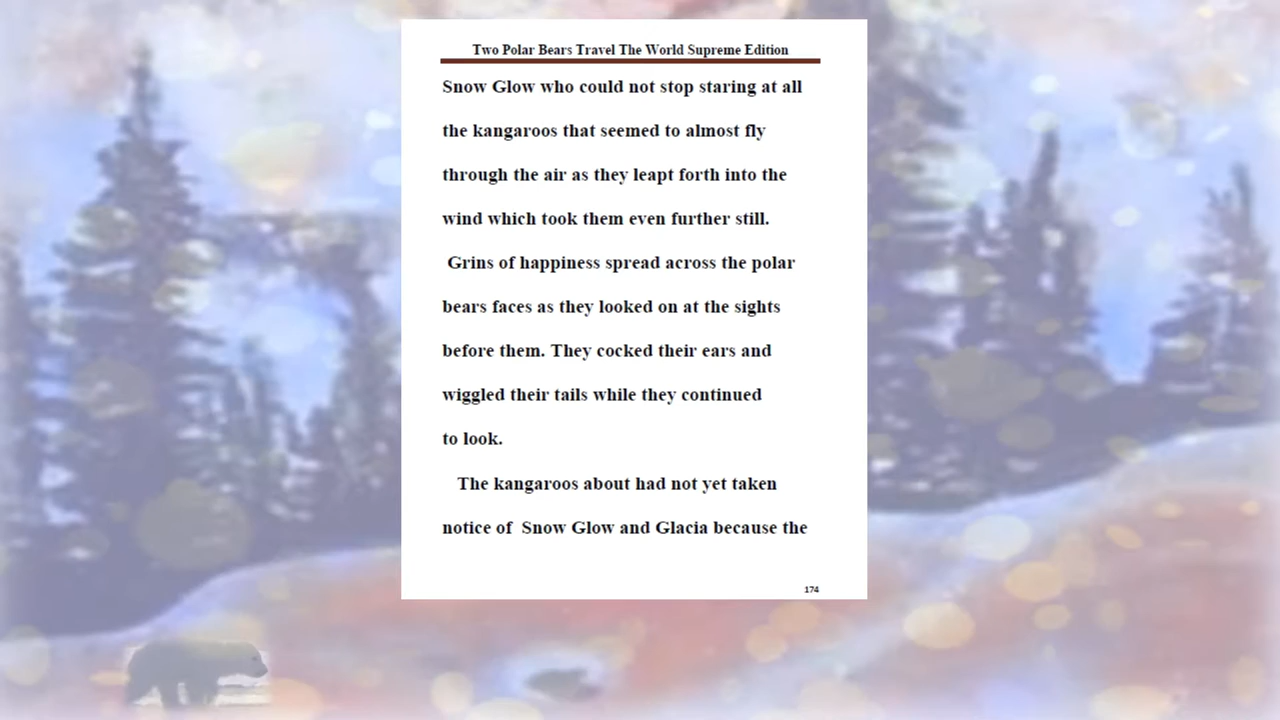 Two Polar Bears Travel The World Supreme Edition
Snow Glow who could not stop staring at all
the kangaroos that seemed to almost fly
through the air as they leapt forth into the
wind which took them even further still.
Grins of happiness spread across the polar
bears faces as they looked on at the sights
before them. They cocked their ears and
wiggled their tails while they continued
to look.
The kangaroos about had not yet taken
notice of  Snow Glow and Glacia because the
174